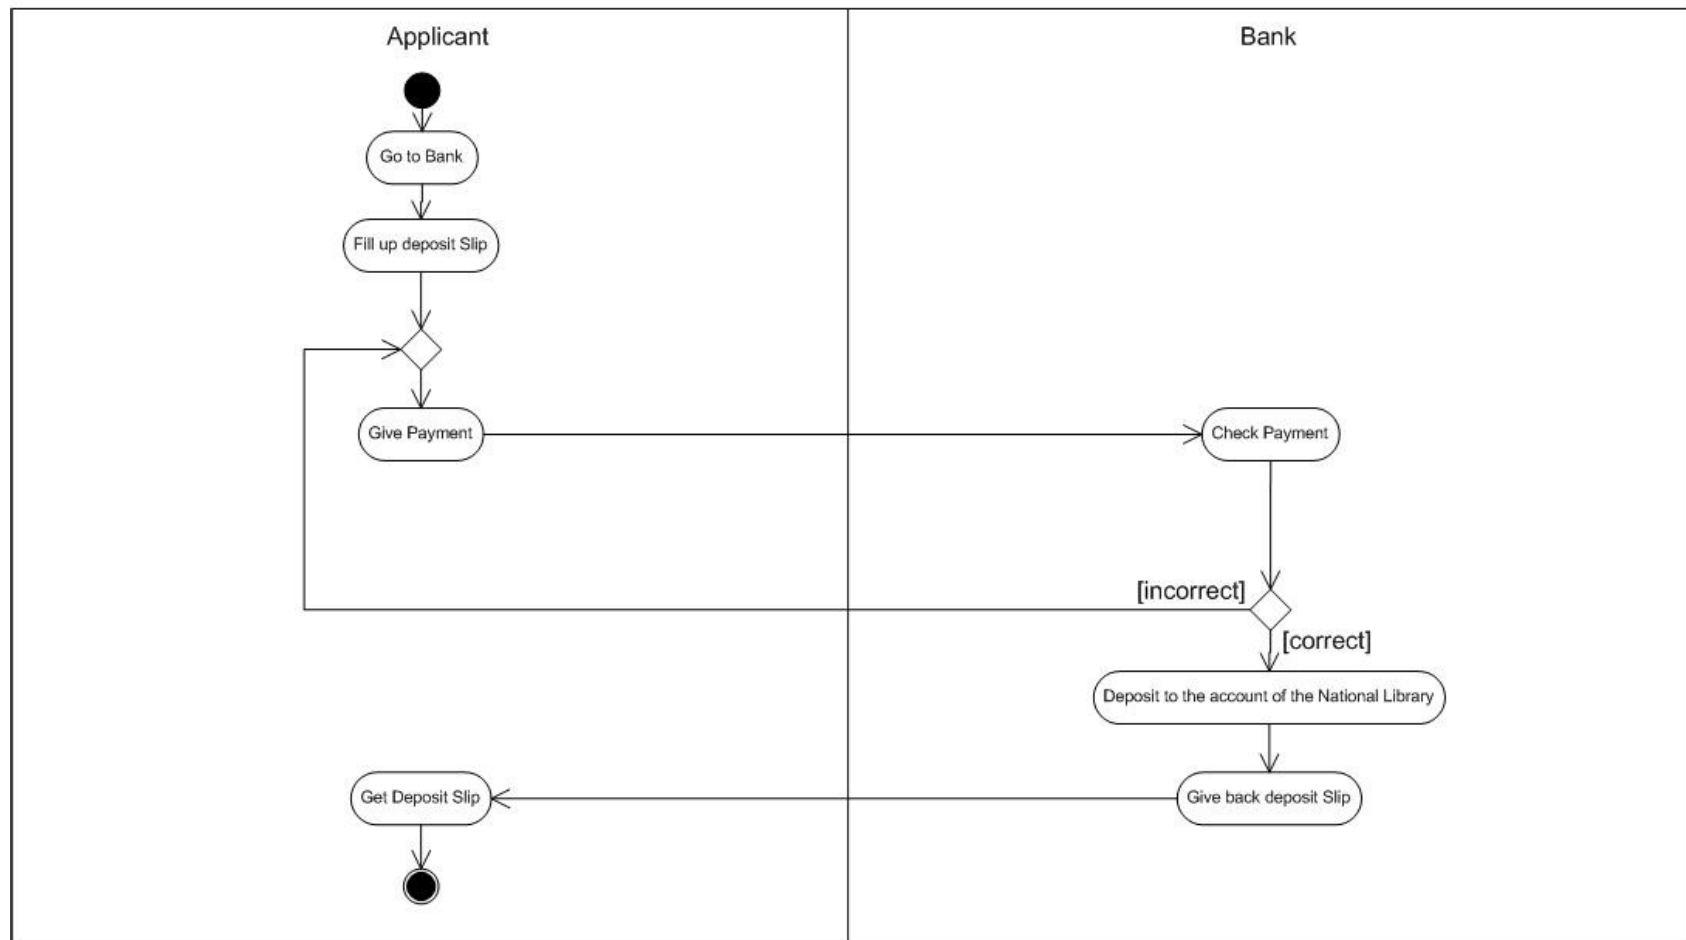 Applicant
Bank
Go to Bank
Fill up deposit Slip
Give Payment
Check Payment
[incorrect]
[correct]
Deposit to the account of the National Library
Get Deposit Slip
Give back deposit Slip